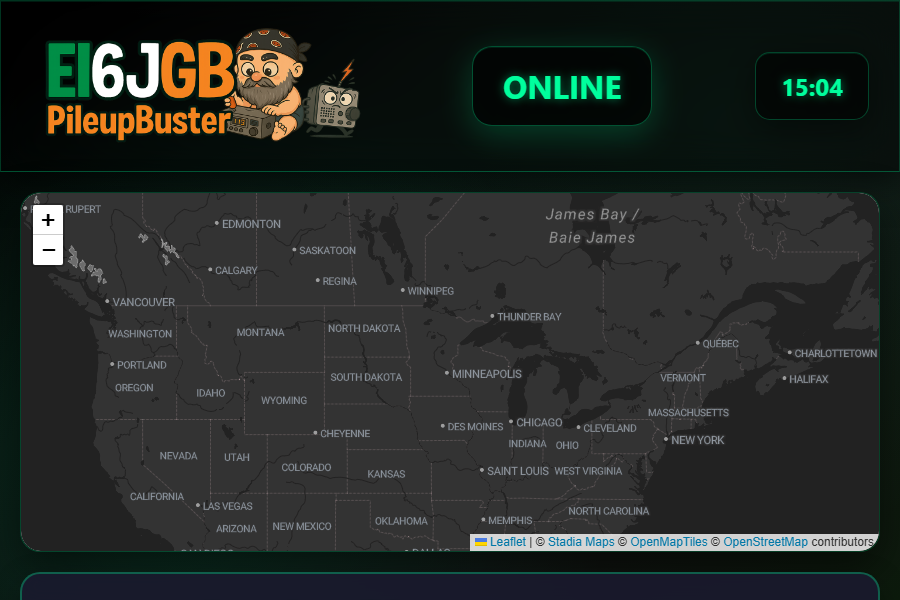 EI6JGB
PileupBuster
ONLINE
15:04
+
−
RUPERT
EDMONTON
James Bay /
Baie James
SASKATOON
CALGARY
REGINA
WINNIPEG
VANCOUVER
THUNDER BAY
WASHINGTON
MONTANA
NORTH DAKOTA
QUÉBEC
CHARLOTTETOWN
PORTLAND
SOUTH DAKOTA
MINNEAPOLIS
VERMONT
HALIFAX
OREGON
IDAHO
WYOMING
MASSACHUSETTS
CHEYENNE
DES MOINES
CHICAGO
CLEVELAND
NEW YORK
INDIANA
OHIO
NEVADA
UTAH
COLORADO
KANSAS
SAINT LOUIS
WEST VIRGINIA
CALIFORNIA
LAS VEGAS
NORTH CAROLINA
ARIZONA
NEW MEXICO
OKLAHOMA
MEMPHIS
Leaflet | © Stadia Maps © OpenMapTiles © OpenStreetMap contributors